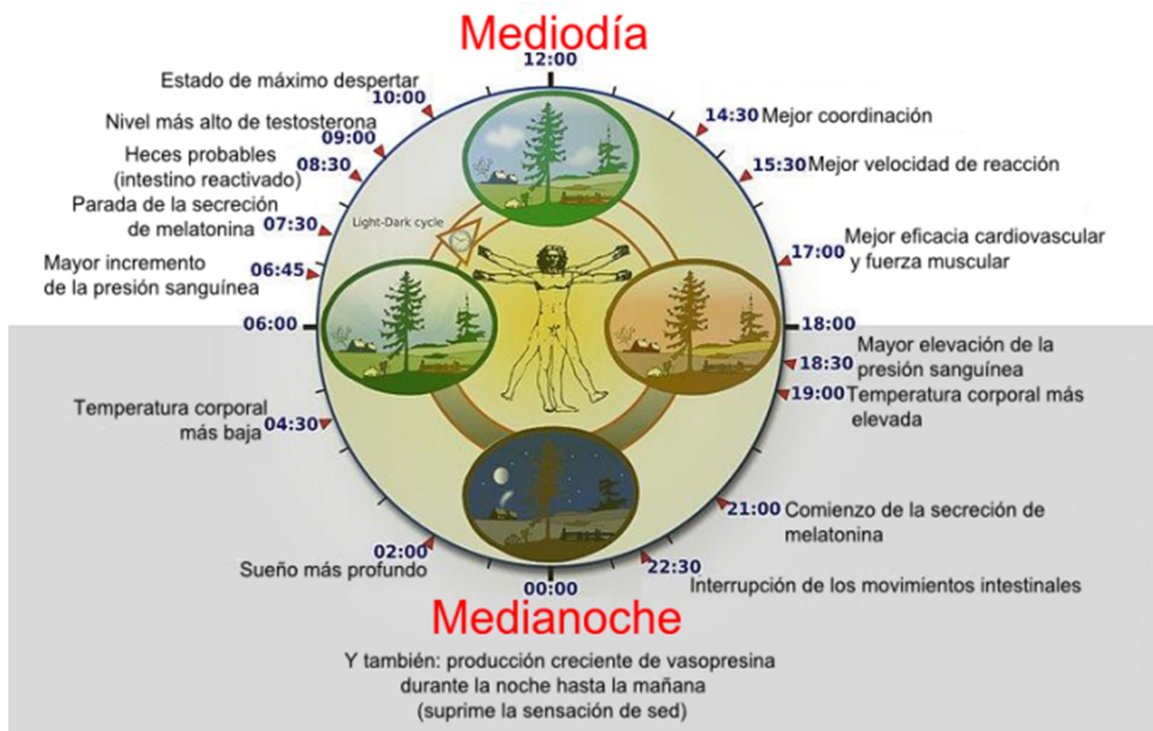 Mediodía
12:00
Estado de máximo despertar
10:00
Nivel más alto de testosterona
09:00
Heces probables
(intestino reactivado)
08:30
Parada de la secreción
de melatonina
07:30
Mayor incremento
de la presión sanguínea
06:45
06:00
Temperatura corporal
más baja
04:30
02:00
Sueño más profundo
Light-Dark cycle
14:30 Mejor coordinación
15:30 Mejor velocidad de reacción
17:00
Mejor eficacia cardiovascular
y fuerza muscular
18:00
18:30
Mayor elevación de la
presión sanguínea
19:00 Temperatura corporal más
elevada
21:00 Comienzo de la secreción de
melatonina
22:30
Interrupción de los movimientos intestinales
00:00
Medianoche
Y también: producción creciente de vasopresina
durante la noche hasta la mañana
(suprime la sensación de sed)